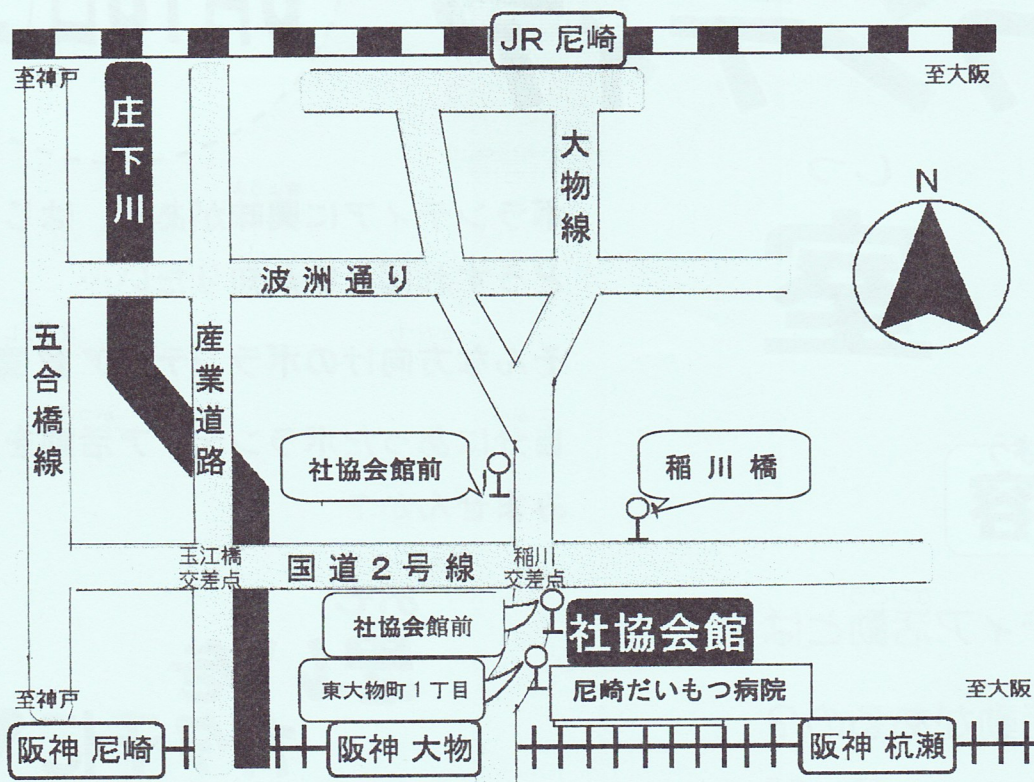 JR 尼崎
至神戸
至大阪
庄下川
大物線
N
波洲通り
五合橋線
産業道路
社協会館前
稲川橋
玉江橋
交差点
国道2号線
稲川
交差点
社協会館前
社協会館
東大物町1丁目
尼崎だいもつ病院
至神戸
至大阪
阪神 尼崎
阪神 大物
阪神 杭瀬